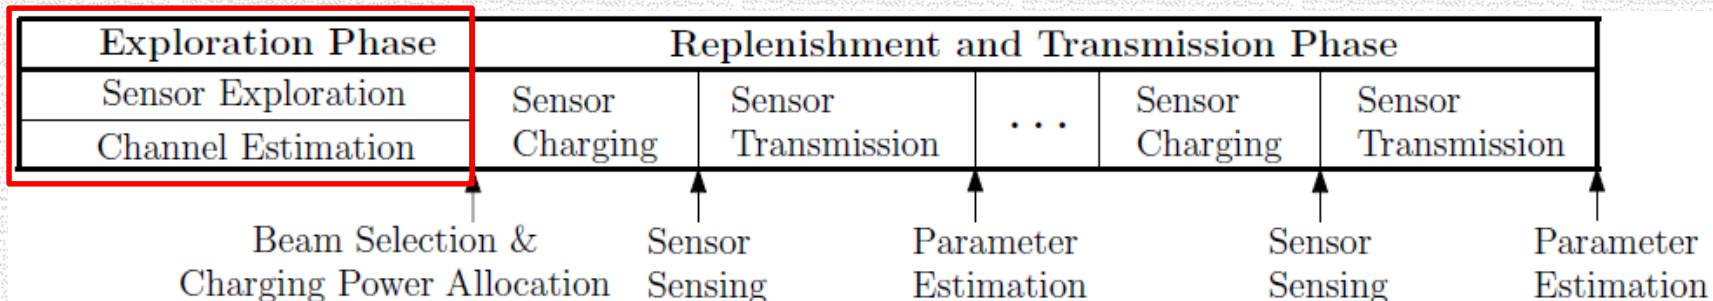 Exploration Phase
Replenishment and Transmission Phase
Sensor Exploration
Channel Estimation
Sensor
Charging
Sensor
Transmission
...
Sensor
Charging
Sensor
Transmission
Beam Selection &
Charging Power Allocation
Sensor
Sensing
Parameter
Estimation
Sensor
Sensing
Parameter
Estimation